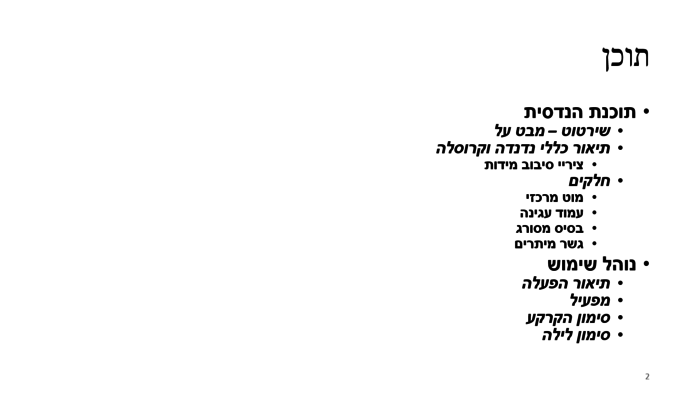 תוכן
• תוכנת הנדסית
• שירטוט – מבט על
• תיאור כללי נדנדה וקרוסלה
• ציריי סיבוב מידות
• חלקים
• מוט מרכזי
• עמוד עגינה
• בסיס מסורג
• גשר מיתרים
• נוהל שימוש
• תיאור הפעלה
• מפעיל
• סימון הקרקע
• סימון לילה
2